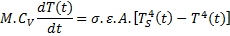 M.C_V dT(t)/dt = σ.ε.A.[T_S^4(t) − T^4(t)]